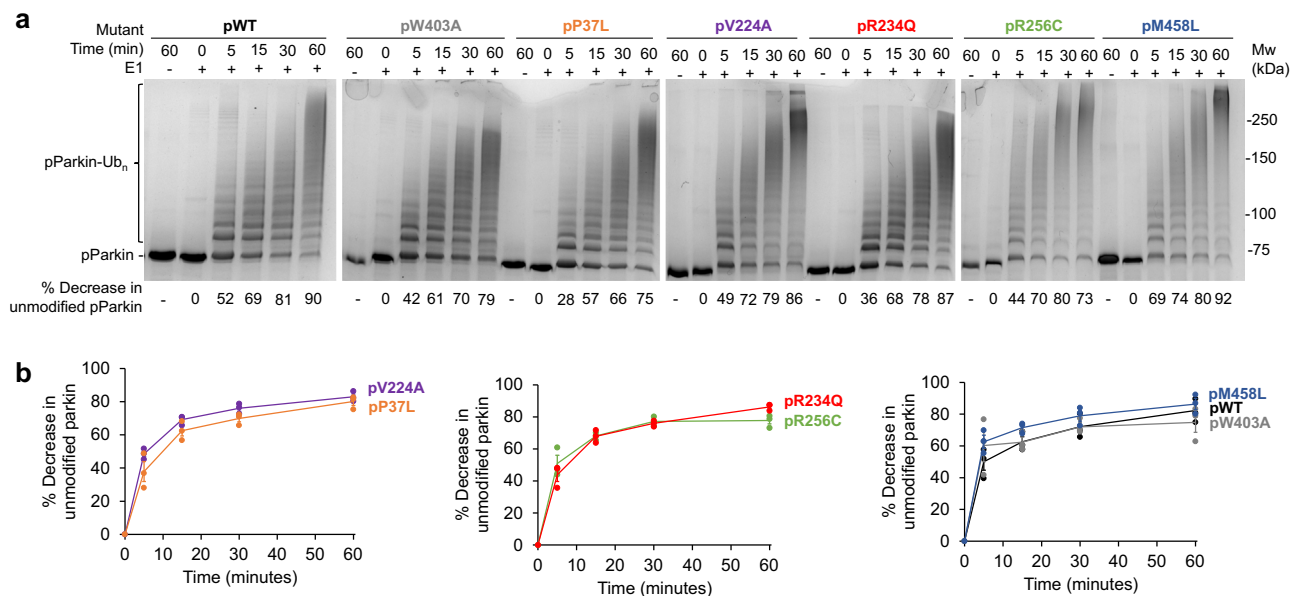 a
Mutant pWT pW403A pP37L pV224A pR234Q pR256C pM458L
Time (min) 60 0 5 15 30 60 60 0 5 15 30 60 60 0 5 15 30 60 60 0 5 15 30 60 60 0 5 15 30 60 60 0 5 15 30 60 60 0 5 15 30 60
E1 - + + + + + - + + + + + - + + + + + - + + + + + - + + + + + - + + + + + - + + + + +
Mw
(kDa)
-250
pParkin-Ubn
-150
-100
pParkin
-75
% Decrease in
unmodified pParkin
- 0 52 69 81 90 - 0 42 61 70 79 - 0 28 57 66 75 - 0 49 72 79 86 - 0 36 68 78 87 - 0 44 70 80 73 - 0 69 74 80 92
b
% Decrease in
unmodified parkin
100
80
60
40
20
0
0 10 20 30 40 50 60
Time (minutes)
pV224A
pP37L
% Decrease in
unmodified parkin
100
80
60
40
20
0
0 10 20 30 40 50 60
Time (minutes)
pR234Q
pR256C
% Decrease in
unmodified parkin
100
80
60
40
20
0
0 10 20 30 40 50 60
Time (minutes)
pM458L
pWT
pW403A